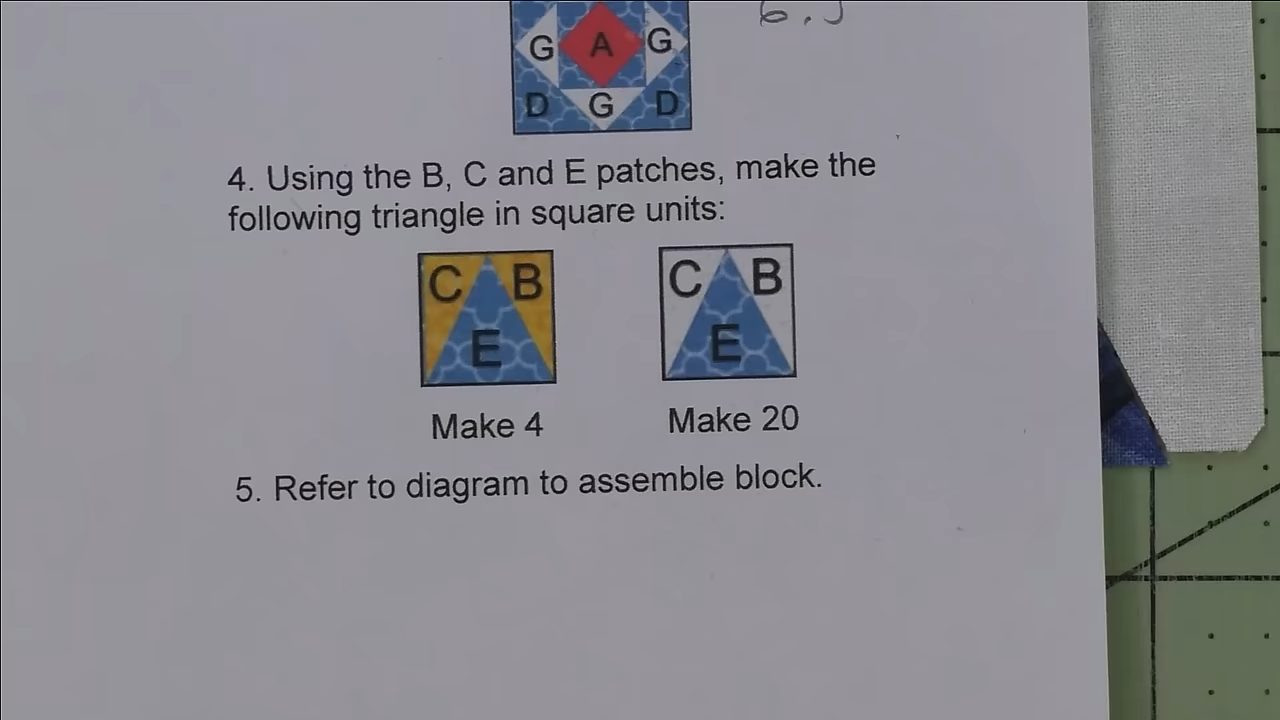 G A G
D G D
4. Using the B, C and E patches, make the
following triangle in square units:
C B C B
E E
Make 4 Make 20
5. Refer to diagram to assemble block.